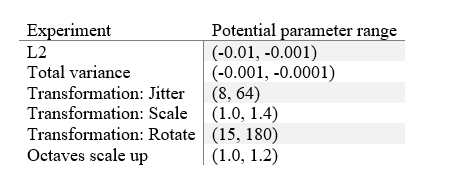 Experiment Potential parameter range
L2 (-0.01, -0.001)
Total variance (-0.001, -0.0001)
Transformation: Jitter (8, 64)
Transformation: Scale (1.0, 1.4)
Transformation: Rotate (15, 180)
Octaves scale up (1.0, 1.2)